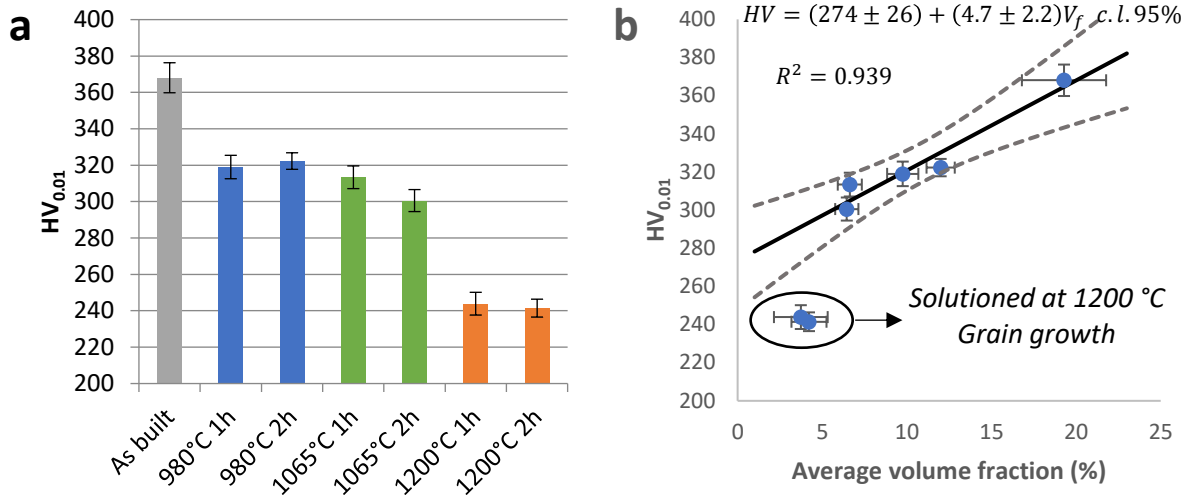 a
400
380
360
340
320
300
280
260
240
220
200
HV0.01
As built
980°C 1h
980°C 2h
1065°C 1h
1065°C 2h
1200°C 1h
1200°C 2h
b
HV = (274 ± 26) + (4.7 ± 2.2)Vf c.l.95%
R² = 0.939
400
380
360
340
320
300
280
260
240
220
200
HV0.01
Solutioned at 1200 °C
Grain growth
0 5 10 15 20 25
Average volume fraction (%)